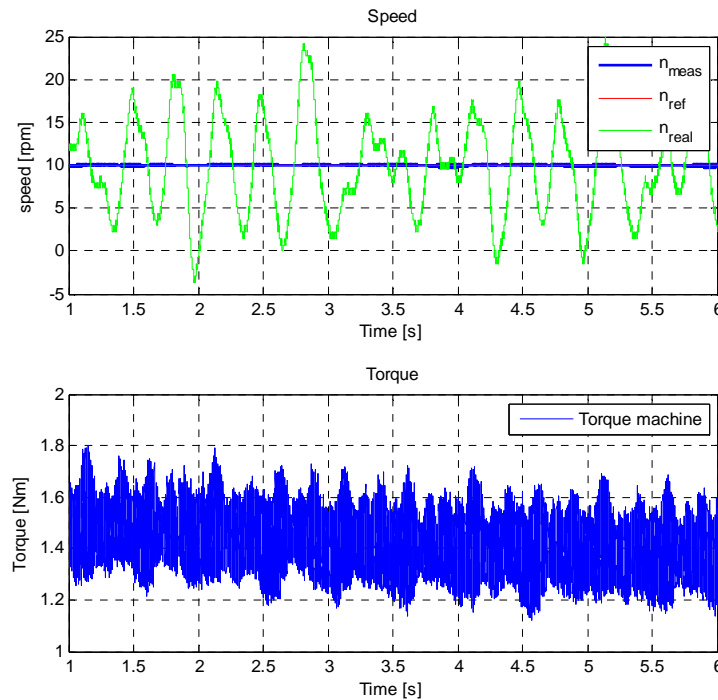 Speed
speed [rpm]
25
20
15
10
5
0
-5
n_meas
n_ref
n_real
1 1.5 2 2.5 3 3.5 4 4.5 5 5.5 6
Time [s]
Torque
Torque [Nm]
2
1.8
1.6
1.4
1.2
1
Torque machine
1 1.5 2 2.5 3 3.5 4 4.5 5 5.5 6
Time [s]